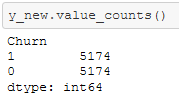 y_new.value_counts()
Churn
1 5174
0 5174
dtype: int64